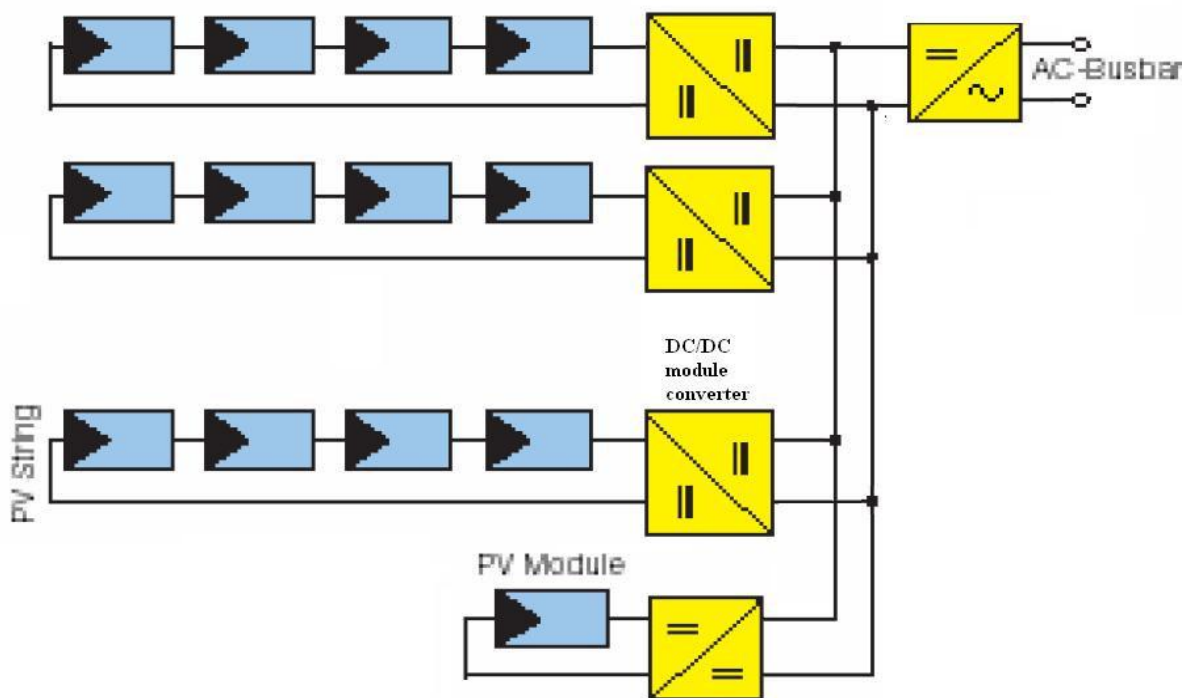 AC-Busbar
DC/DC
module
converter
PV String
PV Module